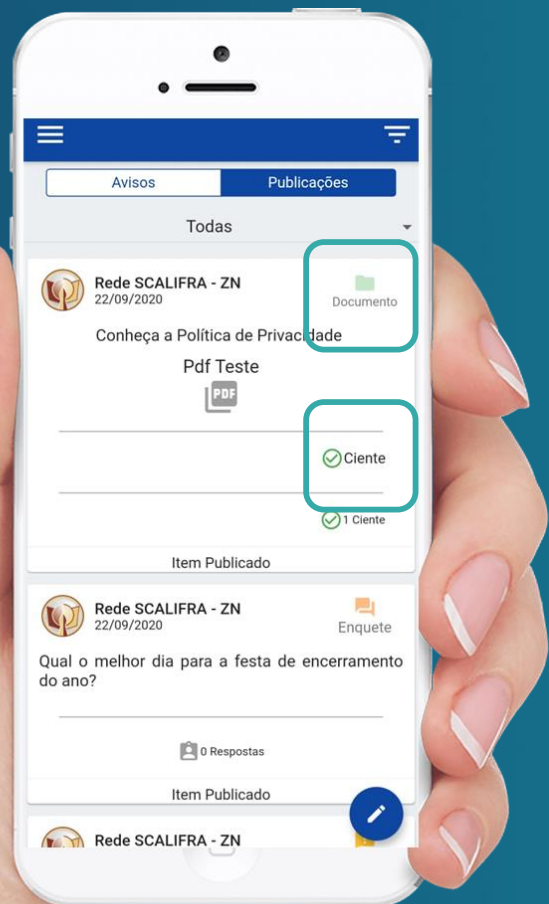 Avisos Publicações
Todas
Rede SCALIFRA - ZN
22/09/2020
Documento
Conheça a Política de Privacidade
Pdf Teste
PDF
Ciente
1 Ciente
Item Publicado
Rede SCALIFRA - ZN
22/09/2020
Enquete
Qual o melhor dia para a festa de encerramento
do ano?
0 Respostas
Item Publicado
Rede SCALIFRA - ZN